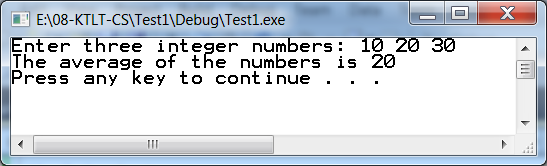 E:\08-KTLT-CS\Test1\Debug\Test1.exe
Enter three integer numbers: 10 20 30
The average of the numbers is 20
Press any key to continue . . .